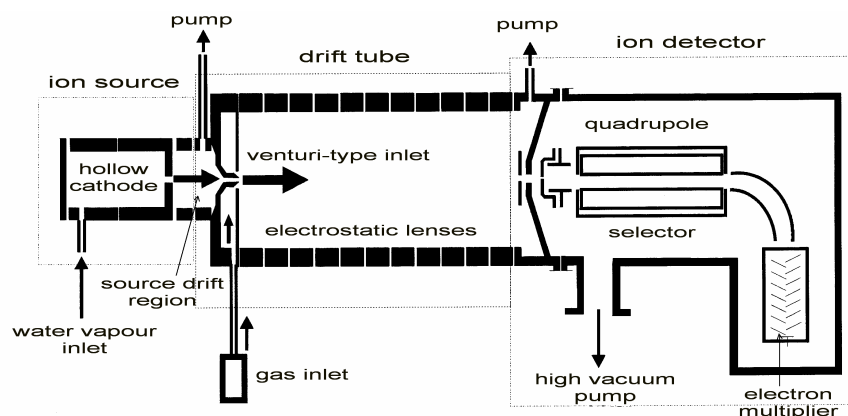 pump
pump
ion detector
drift tube
ion source
quadrupole
venturi-type inlet
hollow
cathode
electrostatic lenses
selector
source drift
region
water vapour
inlet
gas inlet
high vacuum
pump
electron
multiplier